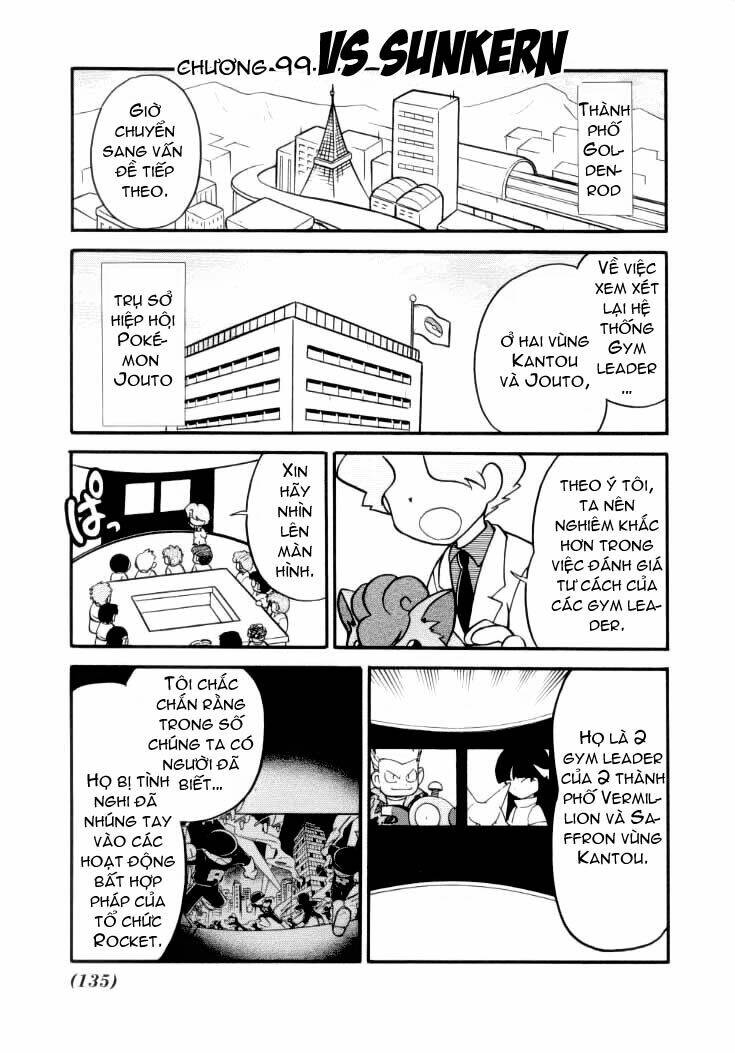 CHƯƠNG 99. VS SUNKERN
GIỜ
CHUYỂN
SANG VẤN
ĐỀ TIẾP
THEO.
THÀNH
PHỐ
GOL-
DEN-
ROD
TRỤ SỞ
HIỆP HỘI
POKÉ-
MON
JOUTO
VỀ VIỆC
XEM XÉT
LẠI HỆ
THỐNG
GYM
LEADER
...
Ở HAI VÙNG
KANTOU
VÀ JOUTO,
XIN
HÃY
NHÌN
LÊN
MÀN
HÌNH.
ぱっ
THEO Ý TÔI,
TA NÊN
NGHIÊM KHẮC
HƠN TRONG
VIỆC ĐÁNH GIÁ
TƯ CÁCH CỦA
CÁC GYM LEA-
DER.
TÔI CHẮC
CHẮN RẰNG
TRONG SỐ
CHÚNG TA CÓ
NGƯỜI ĐÃ
BIẾT...
HỌ BỊ TÌNH
NGHI ĐÃ
NHÚNG TAY
VÀO CÁC
HOẠT ĐỘNG
BẤT HỢP
PHÁP CỦA
TỔ CHỨC
ROCKET.
HỌ LÀ 2
GYM LEADER
CỦA 2 THÀNH
PHỐ VERMIL-
LION VÀ SA-
FFRON VÙNG
KANTOU.
(135)